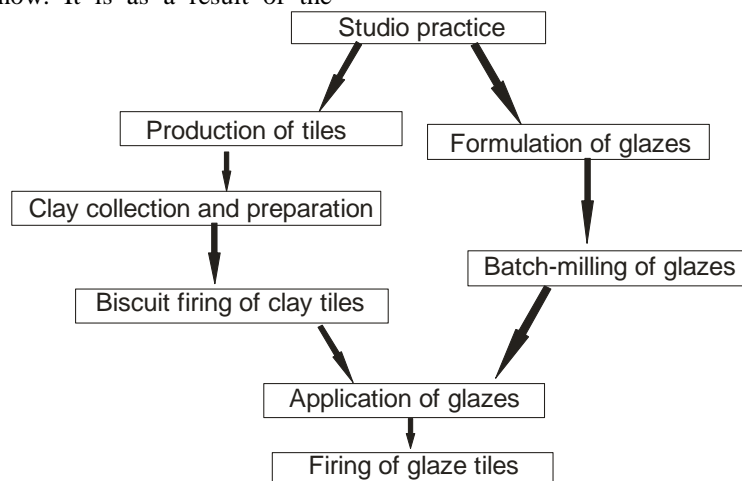 now. It is as a result of the
Studio practice
Production of tiles
Formulation of glazes
Clay collection and preparation
Batch-milling of glazes
Biscuit firing of clay tiles
Application of glazes
Firing of glaze tiles